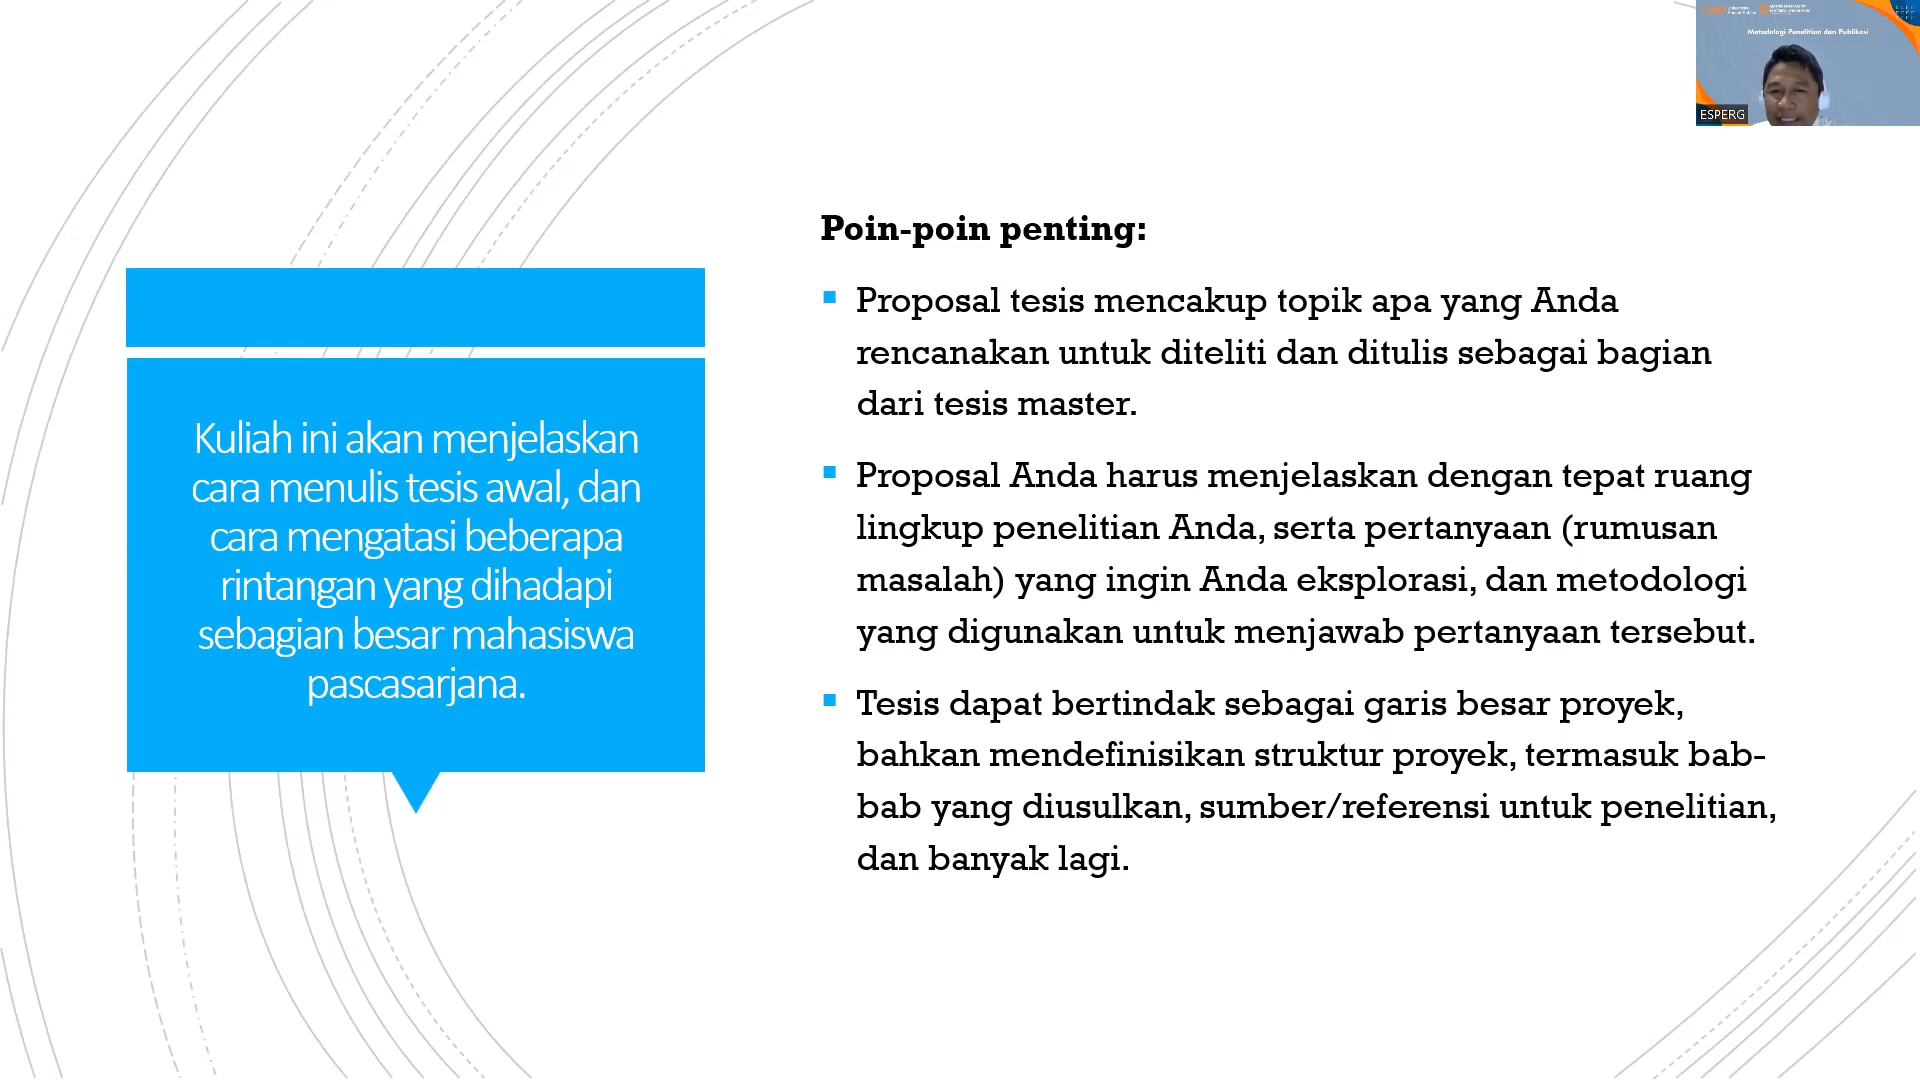 Metodologi Penelitian dan Publikasi
ESPERG
Kuliah ini akan menjelaskan
cara menulis tesis awal, dan
cara mengatasi beberapa
rintangan yang dihadapi
sebagian besar mahasiswa
pascasarjana.
Poin-poin penting:
Proposal tesis mencakup topik apa yang Anda
rencanakan untuk diteliti dan ditulis sebagai bagian
dari tesis master.
Proposal Anda harus menjelaskan dengan tepat ruang
lingkup penelitian Anda, serta pertanyaan (rumusan
masalah) yang ingin Anda eksplorasi, dan metodologi
yang digunakan untuk menjawab pertanyaan tersebut.
Tesis dapat bertindak sebagai garis besar proyek,
bahkan mendefinisikan struktur proyek, termasuk bab-
bab yang diusulkan, sumber/referensi untuk penelitian,
dan banyak lagi.